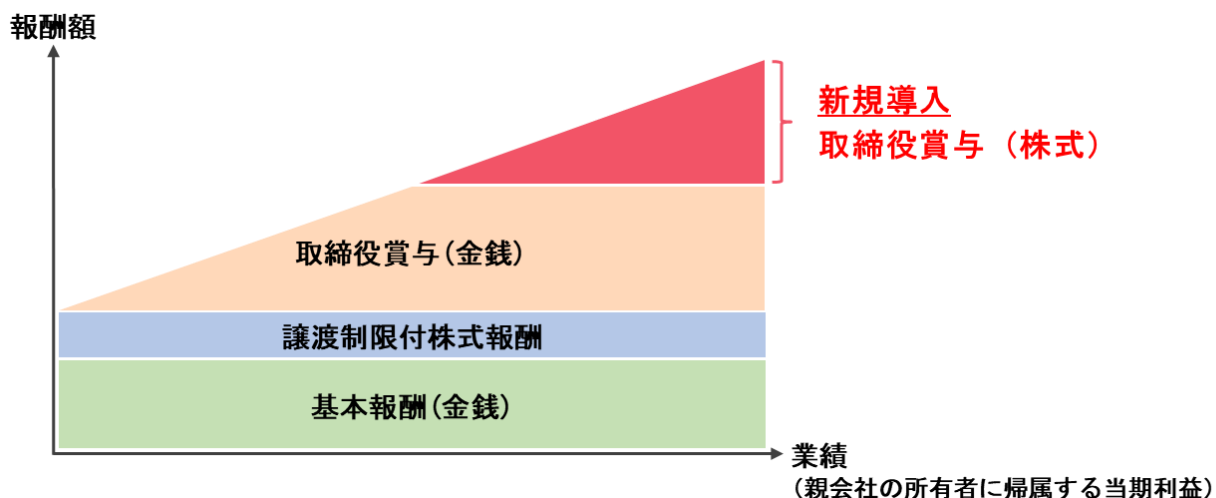 報酬額
新規導入
取締役賞与（株式）
取締役賞与(金銭)
譲渡制限付株式報酬
基本報酬(金銭)
業績
（親会社の所有者に帰属する当期利益）